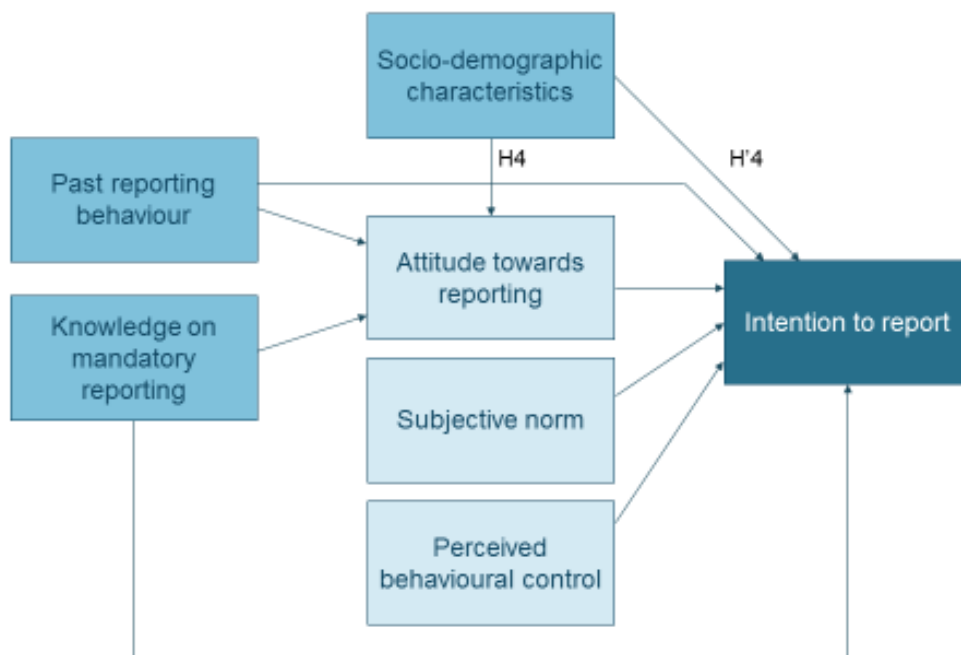 Socio-demographic
characteristics
H4
H'4
Past reporting
behaviour
Attitude towards
reporting
Intention to report
Knowledge on
mandatory
reporting
Subjective norm
Perceived
behavioural control